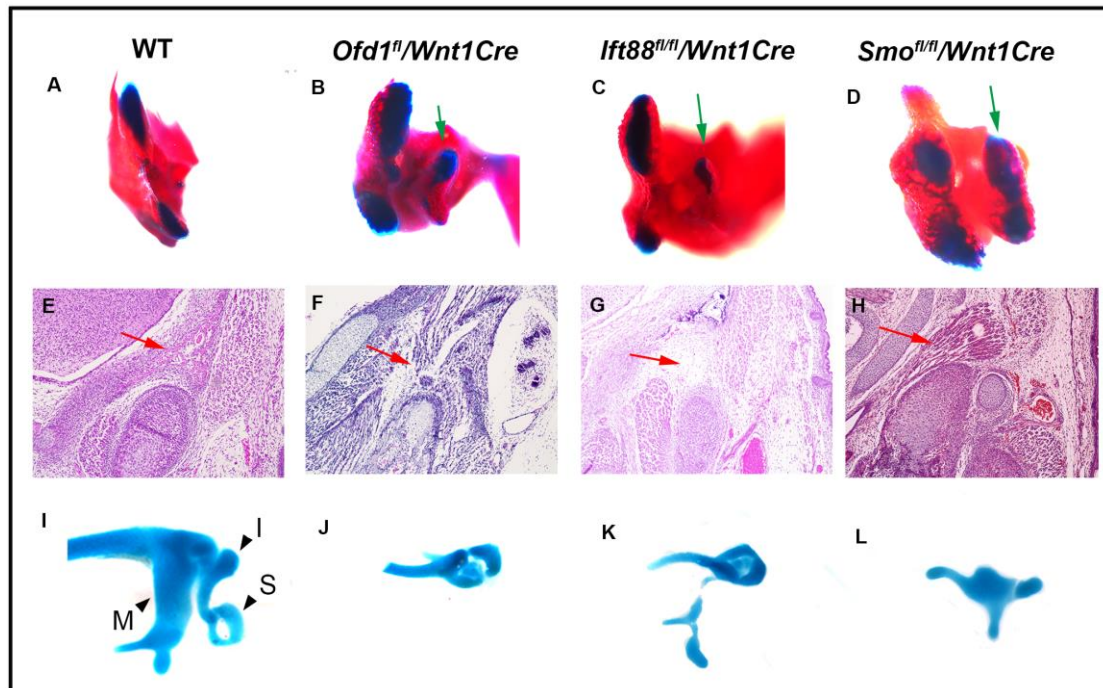 WT Ofd1fl/Wnt1Cre Ift88fl/fl/Wnt1Cre Smofl/fl/Wnt1Cre
A B C D
E F G H
I J K L
I
S
M